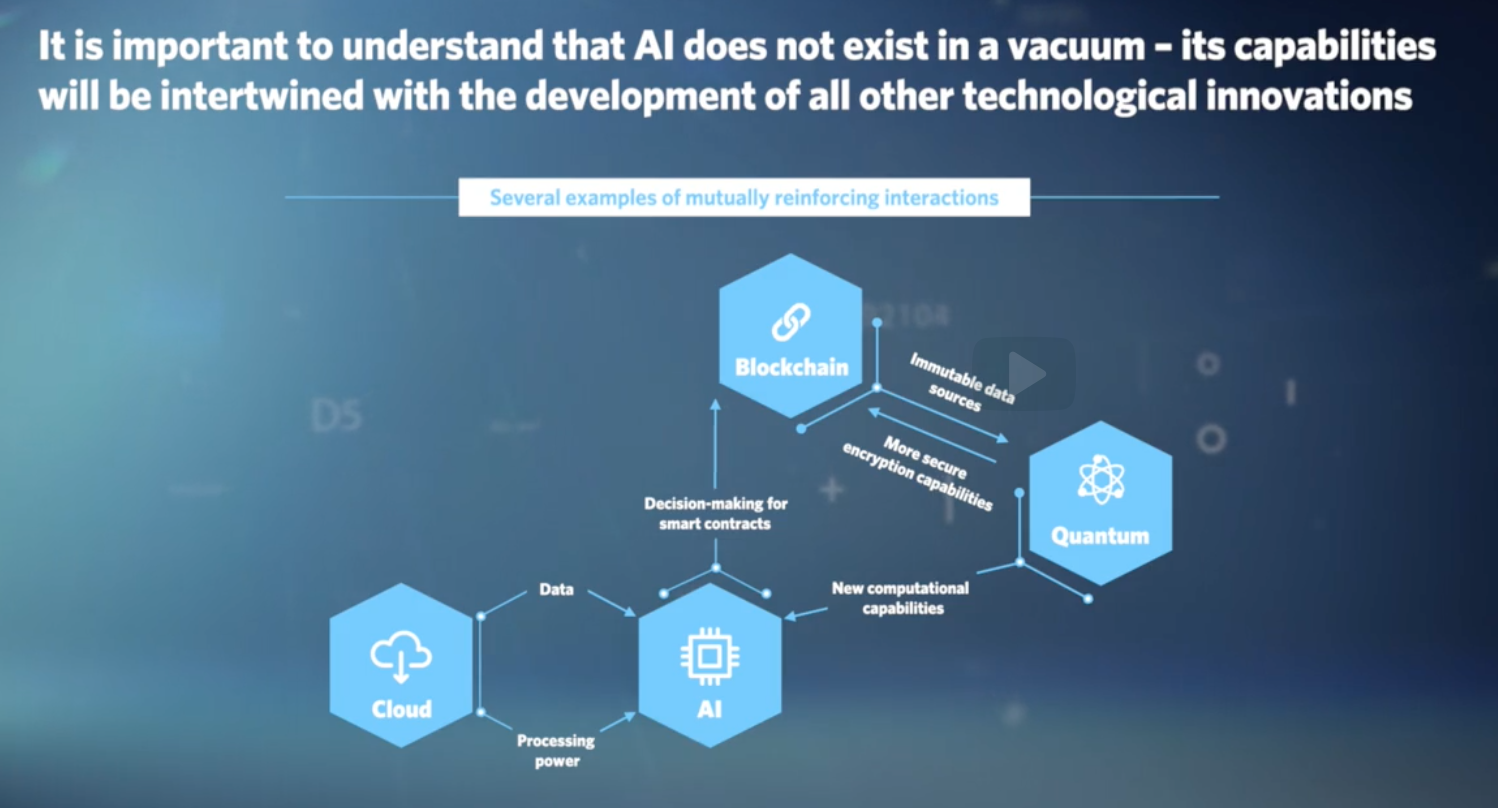 It is important to understand that AI does not exist in a vacuum – its capabilities
will be intertwined with the development of all other technological innovations
Several examples of mutually reinforcing interactions
2104
Blockchain
Immutable data
sources
D5
More secure
encryption capabilities
Decision-making for
smart contracts
Quantum
Data
New computational
capabilities
Cloud
AI
Processing
power